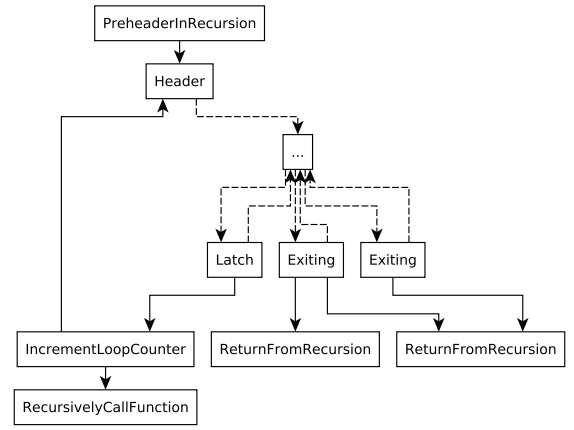 PreheaderInRecursion
Header
...
Latch
Exiting
Exiting
IncrementLoopCounter
ReturnFromRecursion
ReturnFromRecursion
RecursivelyCallFunction